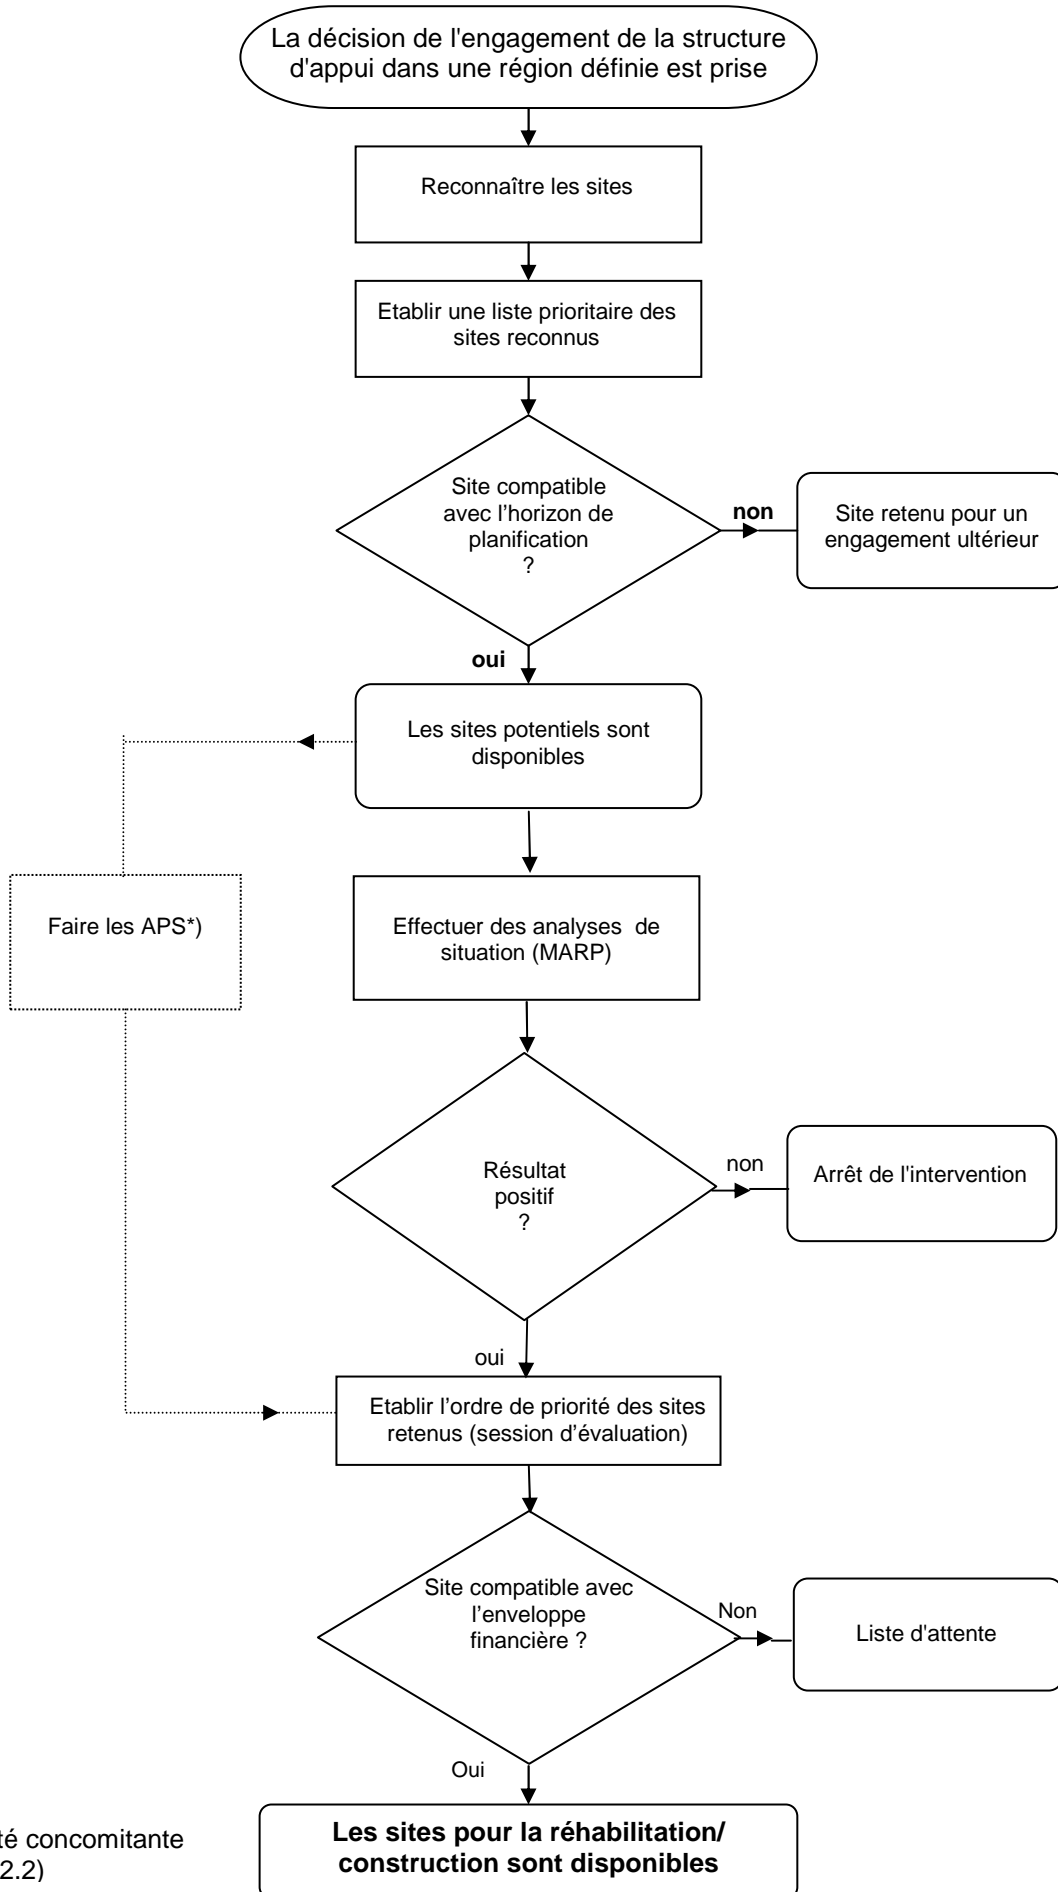 La décision de l'engagement de la structure
d'appui dans une région définie est prise
Reconnaître les sites
Etablir une liste prioritaire des
sites reconnus
Site compatible
avec l'horizon de
planification
?
non
Site retenu pour un
engagement ultérieur
oui
Les sites potentiels sont
disponibles
Faire les APS*)
Effectuer des analyses de
situation (MARP)
Résultat
positif
?
non
Arrêt de l'intervention
oui
Etablir l'ordre de priorité des sites
retenus (session d'évaluation)
Site compatible avec
l'enveloppe
financière ?
Non
Liste d'attente
Oui
Les sites pour la réhabilitation/
construction sont disponibles
té concomitante
2.2)